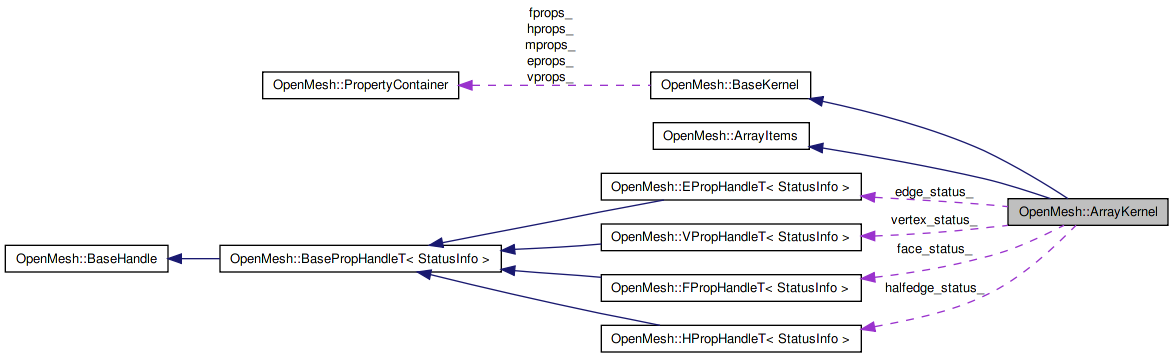 fprops_
hprops_
mprops_
eprops_
vprops_
OpenMesh::PropertyContainer
OpenMesh::BaseKernel
OpenMesh::ArrayItems
OpenMesh::EPropHandleT< StatusInfo >
edge_status_
OpenMesh::ArrayKernel
vertex_status_
OpenMesh::VPropHandleT< StatusInfo >
face_status_
OpenMesh::BaseHandle
OpenMesh::BasePropHandleT< StatusInfo >
OpenMesh::FPropHandleT< StatusInfo >
halfedge_status_
OpenMesh::HPropHandleT< StatusInfo >